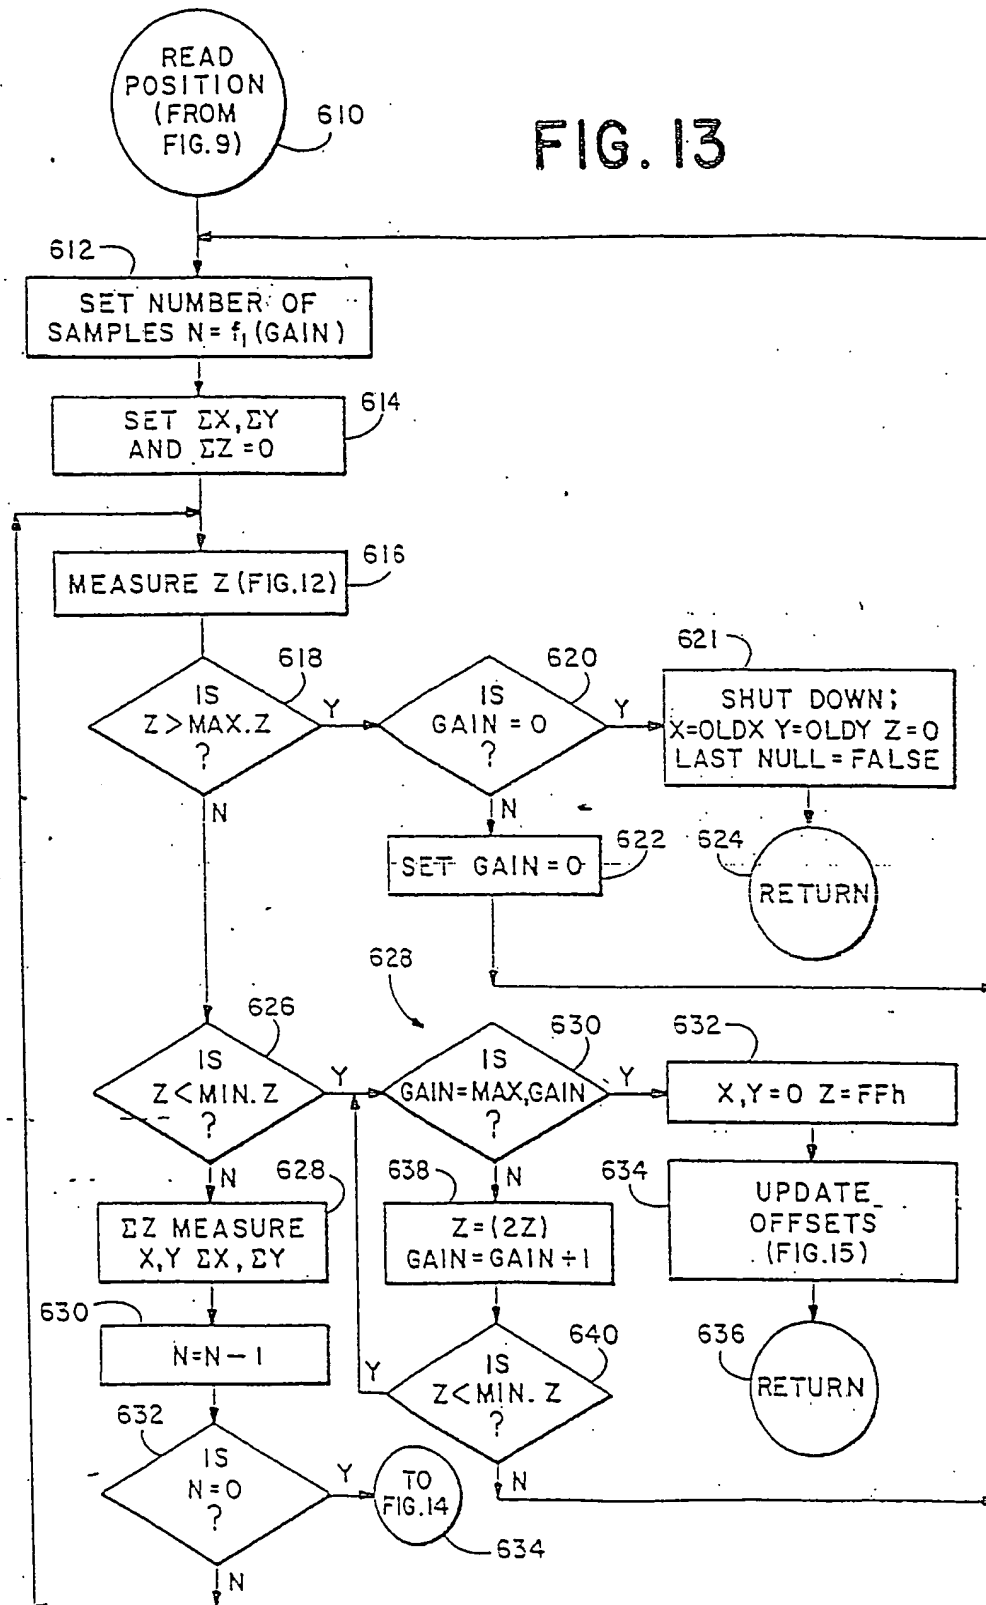 READ
POSITION
(FROM
FIG.9)
610
FIG. 13
612
SET NUMBER OF
SAMPLES N= f₁ (GAIN)
614
SET ΣX, ΣY
AND ΣZ =0
616
MEASURE Z (FIG.12)
618
IS
Z > MAX. Z
?
Y
N
620
IS
GAIN = 0
?
Y
N
621
SHUT DOWN;
X=OLDX Y=OLDY Z=0
LAST NULL = FALSE
622
SET GAIN = 0
624
RETURN
628
626
IS
Z < MIN. Z
?
Y
N
630
IS
GAIN=MAX,GAIN
?
Y
N
632
X,Y=0 Z=FFh
628
ΣZ MEASURE
X,Y ΣX, ΣY
638
Z=(2Z)
GAIN=GAIN+1
634
UPDATE
OFFSETS
(FIG.15)
630
N=N-1
640
IS
Z < MIN. Z
?
Y
N
636
RETURN
632
IS
N=0
?
Y
N
TO
FIG.14
634